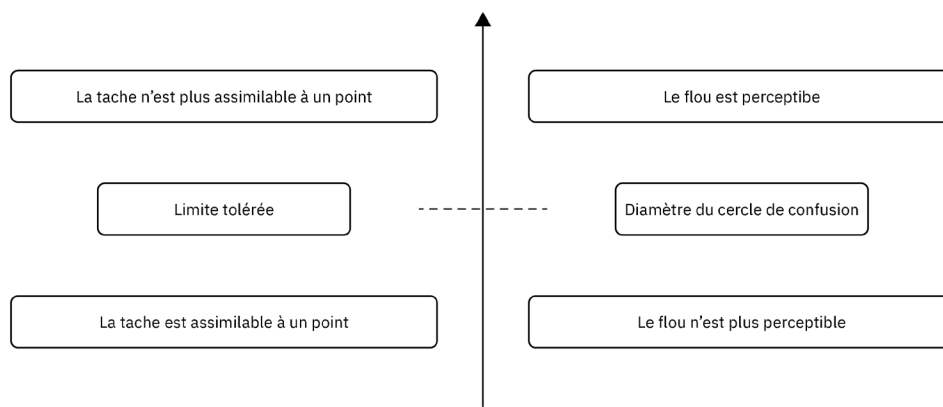 La tache n'est plus assimilable à un point
Le flou est perceptibe
Limite tolérée
Diamètre du cercle de confusion
La tache est assimilable à un point
Le flou n'est plus perceptible